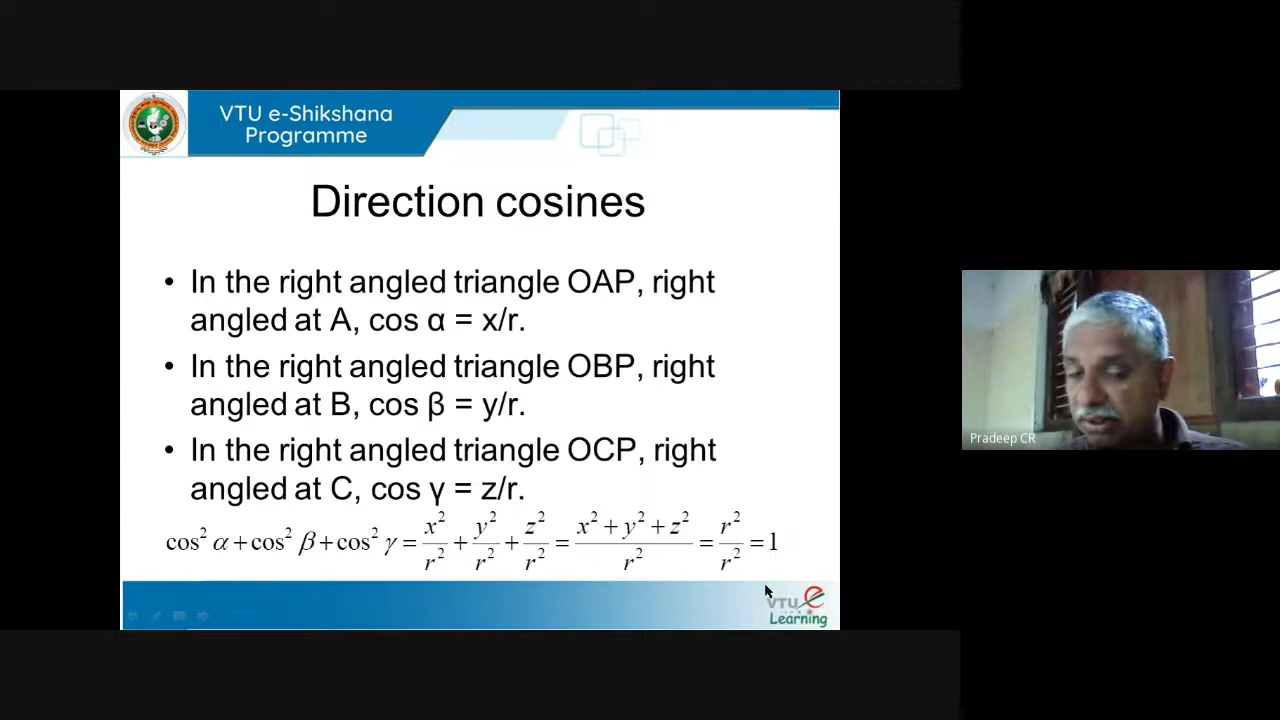 VTU e-Shikshana
Programme
Direction cosines
• In the right angled triangle OAP, right
angled at A, cos α = x/r.
• In the right angled triangle OBP, right
angled at B, cos β = y/r.
• In the right angled triangle OCP, right
angled at C, cos γ = z/r.
cos² α + cos² β + cos² γ = x²/r² + y²/r² + z²/r² = (x² + y² + z²)/r² = r²/r² = 1
VTU e
Learning
Pradeep CR